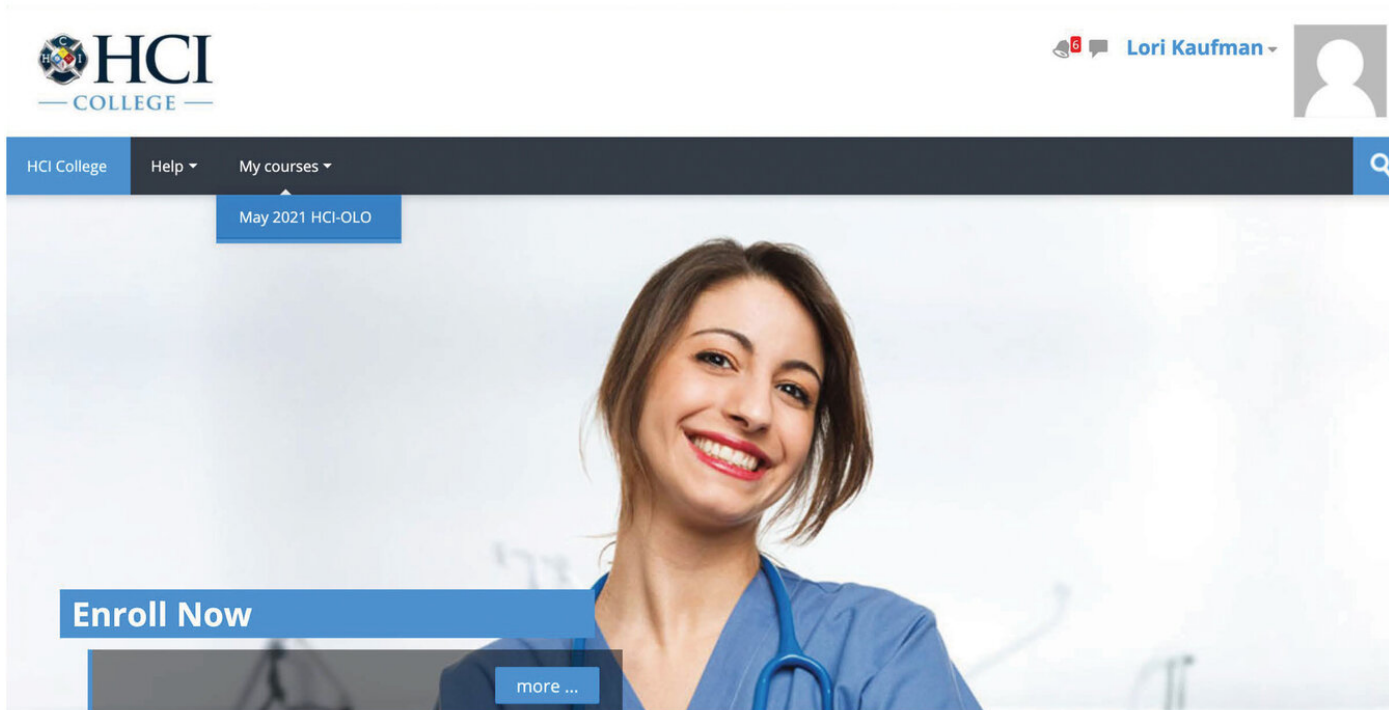 HCI
COLLEGE
6
Lori Kaufman
HCI College
Help
My courses
May 2021 HCI-OLO
Enroll Now
more ...